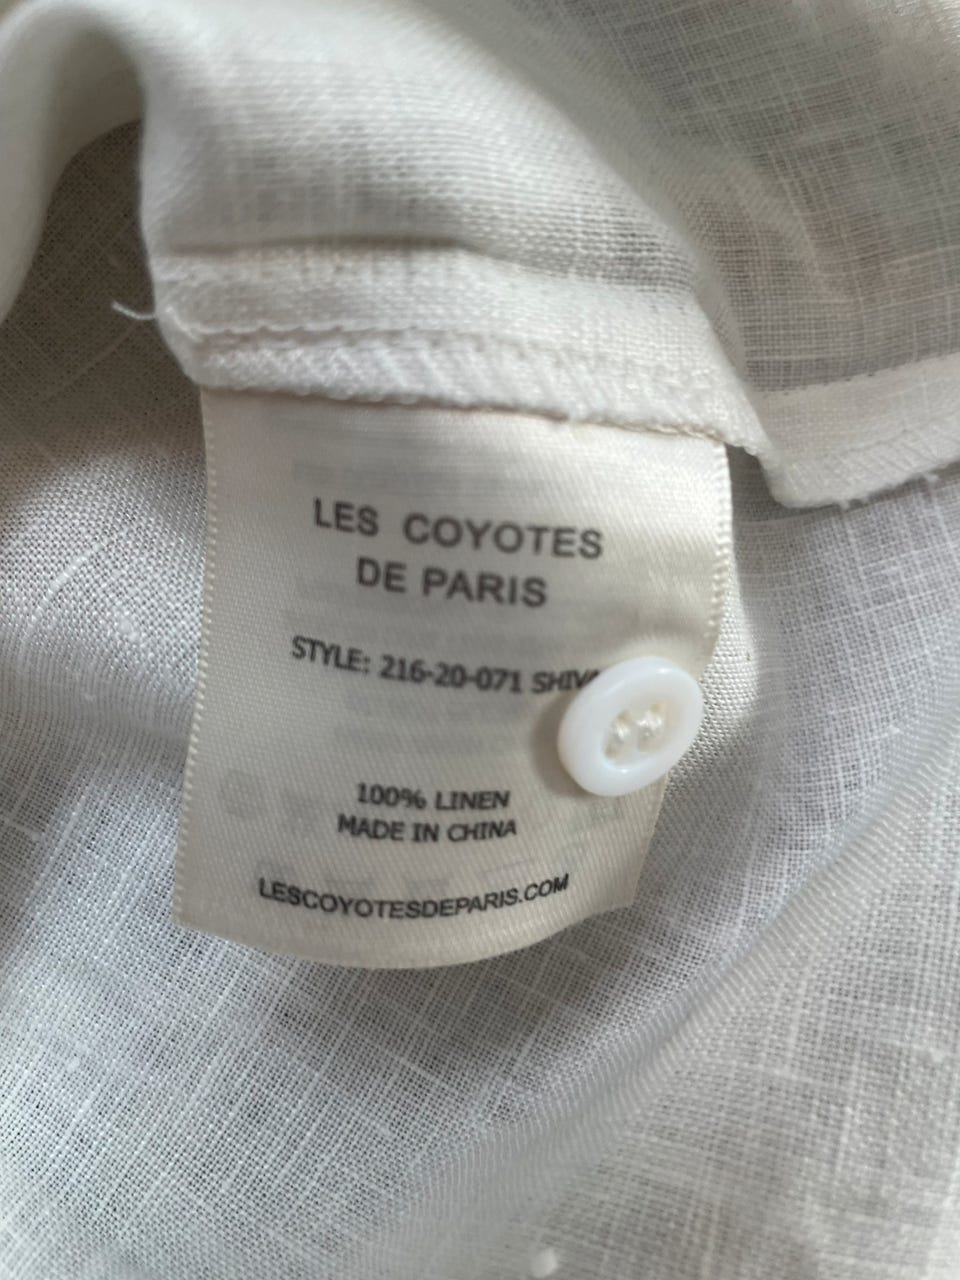 LES COYOTES
DE PARIS
STYLE: 216-20-071
100% LINEN
MADE IN CHINA
LESCOYOTESDEPARIS.COM